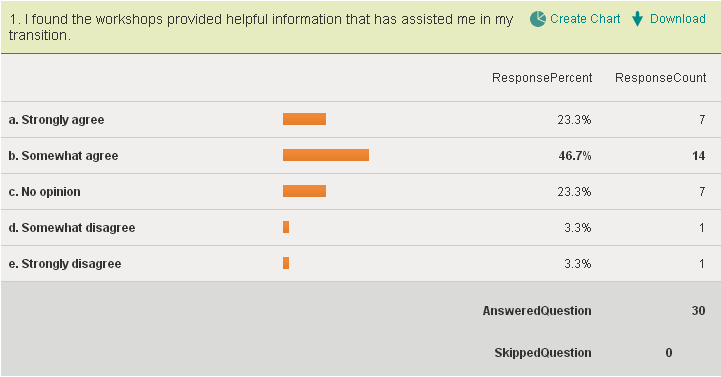 1. I found the workshops provided helpful information that has assisted me in my
transition.
Create Chart Download
ResponsePercent ResponseCount
a. Strongly agree 23.3% 7
b. Somewhat agree 46.7% 14
c. No opinion 23.3% 7
d. Somewhat disagree 3.3% 1
e. Strongly disagree 3.3% 1
AnsweredQuestion 30
SkippedQuestion 0